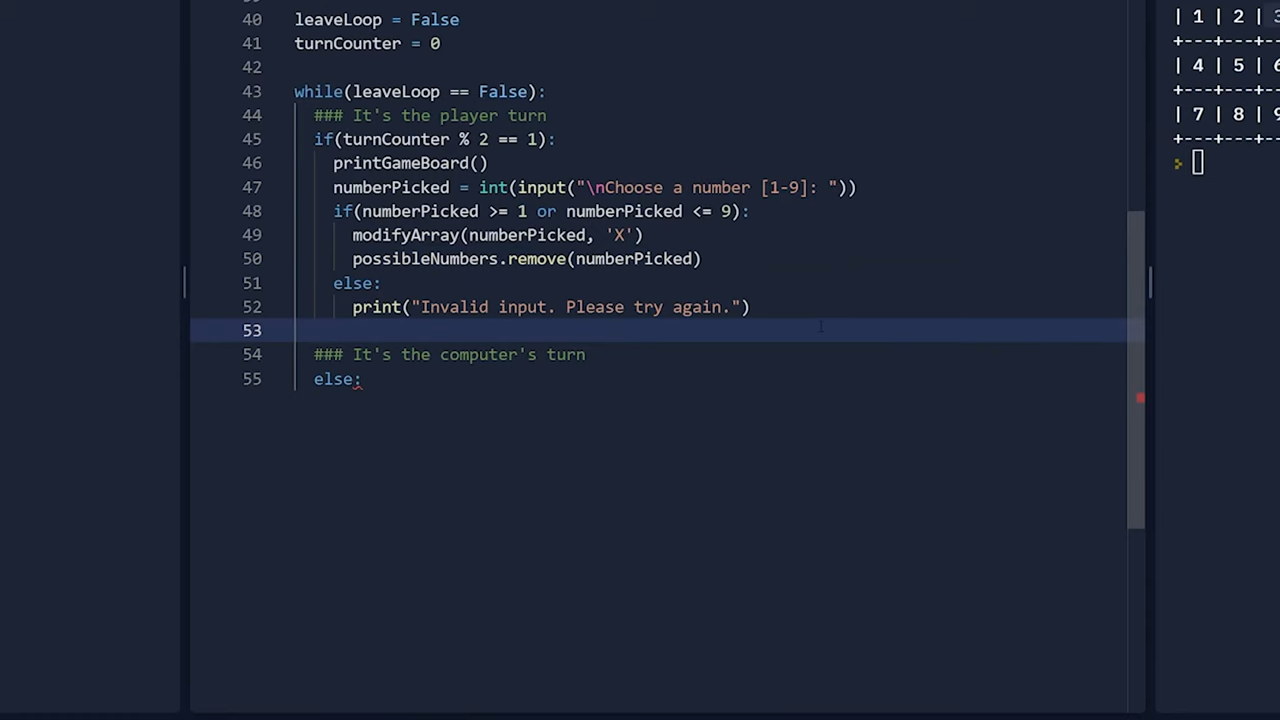 40 leaveLoop = False
41 turnCounter = 0
42
43 while(leaveLoop == False):
44   ### It's the player turn
45   if(turnCounter % 2 == 1):
46     printGameBoard()
47     numberPicked = int(input("\nChoose a number [1-9]: "))
48     if(numberPicked >= 1 or numberPicked <= 9):
49       modifyArray(numberPicked, 'X')
50       possibleNumbers.remove(numberPicked)
51     else:
52       print("Invalid input. Please try again.")
53
54   ### It's the computer's turn
55   else:
| 1 | 2 | 3
+---+---+---
| 4 | 5 | 6
+---+---+---
| 7 | 8 | 9
+---+---+---
>